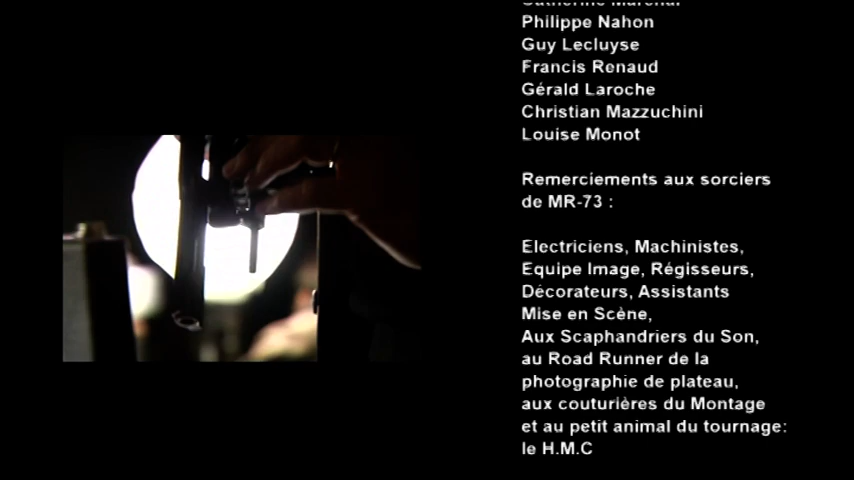 Catherine Marchal
Philippe Nahon
Guy Lecluyse
Francis Renaud
Gérald Laroche
Christian Mazzuchini
Louise Monot
Remerciements aux sorciers
de MR-73 :
Electriciens, Machinistes,
Equipe Image, Régisseurs,
Décorateurs, Assistants
Mise en Scène,
Aux Scaphandriers du Son,
au Road Runner de la
photographie de plateau,
aux couturières du Montage
et au petit animal du tournage:
le H.M.C